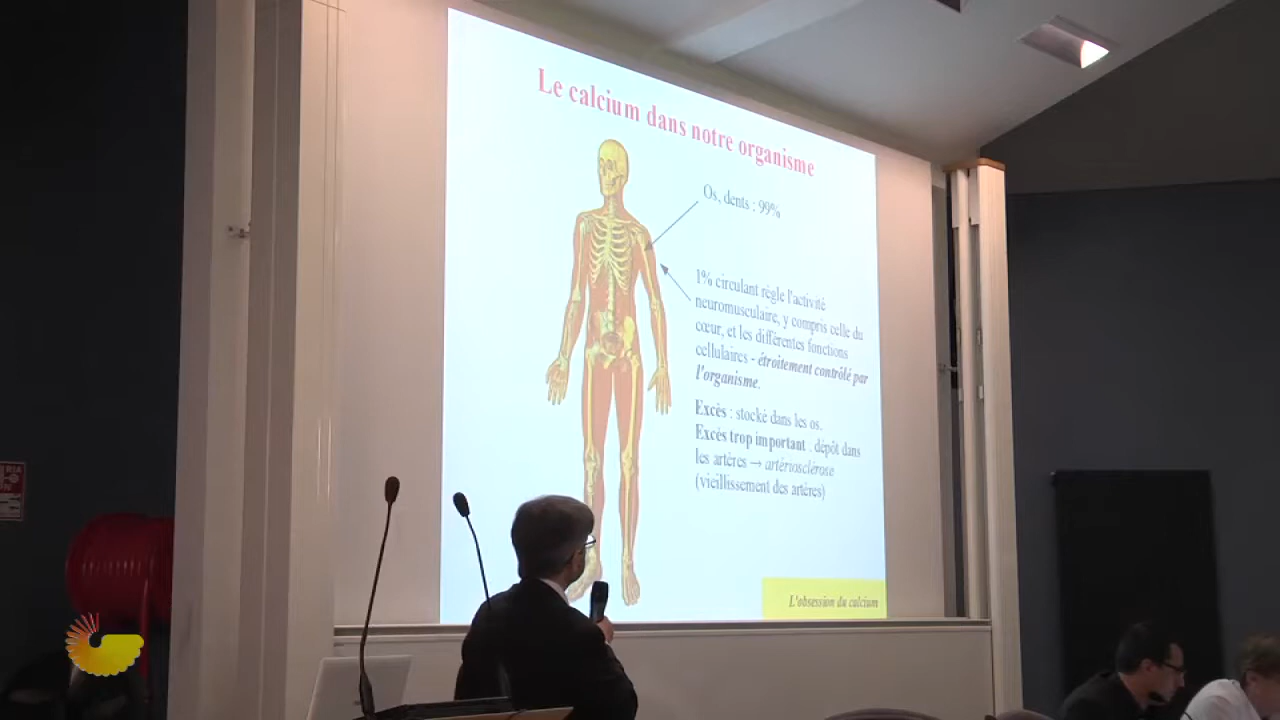 Le calcium dans notre organisme
Os, dents : 99%
1% circulant règle l'activité
neuromusculaire, y compris celle du
cœur, et les différentes fonctions
cellulaires - étroitement contrôlé par
l'organisme.
Excès : stocké dans les os.
Excès trop important : dépôt dans
les artères → artériosclérose
(vieillissement des artères)
L'obsession du calcium
RIA